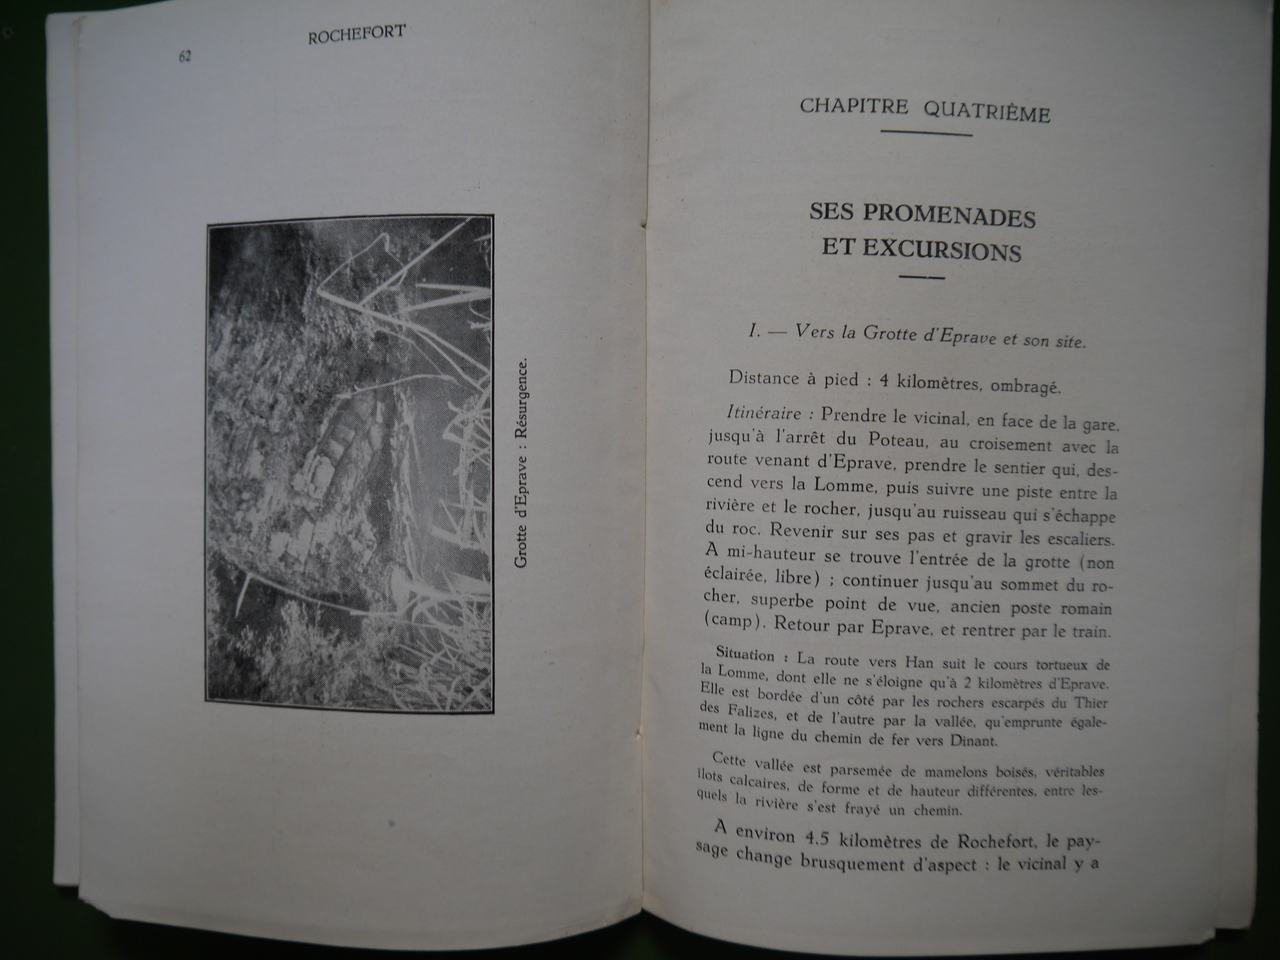 62
ROCHEFORT
Grotte d'Eprave : Résurgence.
CHAPITRE QUATRIÈME
SES PROMENADES
ET EXCURSIONS
I. — Vers la Grotte d'Eprave et son site.
Distance à pied : 4 kilomètres, ombragé.
Itinéraire : Prendre le vicinal, en face de la gare,
jusqu'à l'arrêt du Poteau, au croisement avec la
route venant d'Eprave, prendre le sentier qui, des-
cend vers la Lomme, puis suivre une piste entre la
rivière et le rocher, jusqu'au ruisseau qui s'échappe
du roc. Revenir sur ses pas et gravir les escaliers.
A mi-hauteur se trouve l'entrée de la grotte (non
éclairée, libre) ; continuer jusqu'au sommet du ro-
cher, superbe point de vue, ancien poste romain
(camp). Retour par Eprave, et rentrer par le train.
Situation : La route vers Han suit le cours tortueux de
la Lomme, dont elle ne s'éloigne qu'à 2 kilomètres d'Eprave.
Elle est bordée d'un côté par les rochers escarpés du Thier
des Falizes, et de l'autre par la vallée, qu'emprunte égale-
ment la ligne du chemin de fer vers Dinant.
Cette vallée est parsemée de mamelons boisés, véritables
ilots calcaires, de forme et de hauteur différentes, entre les-
quels la rivière s'est frayé un chemin.
A environ 4.5 kilomètres de Rochefort, le pay-
sage change brusquement d'aspect : le vicinal y a